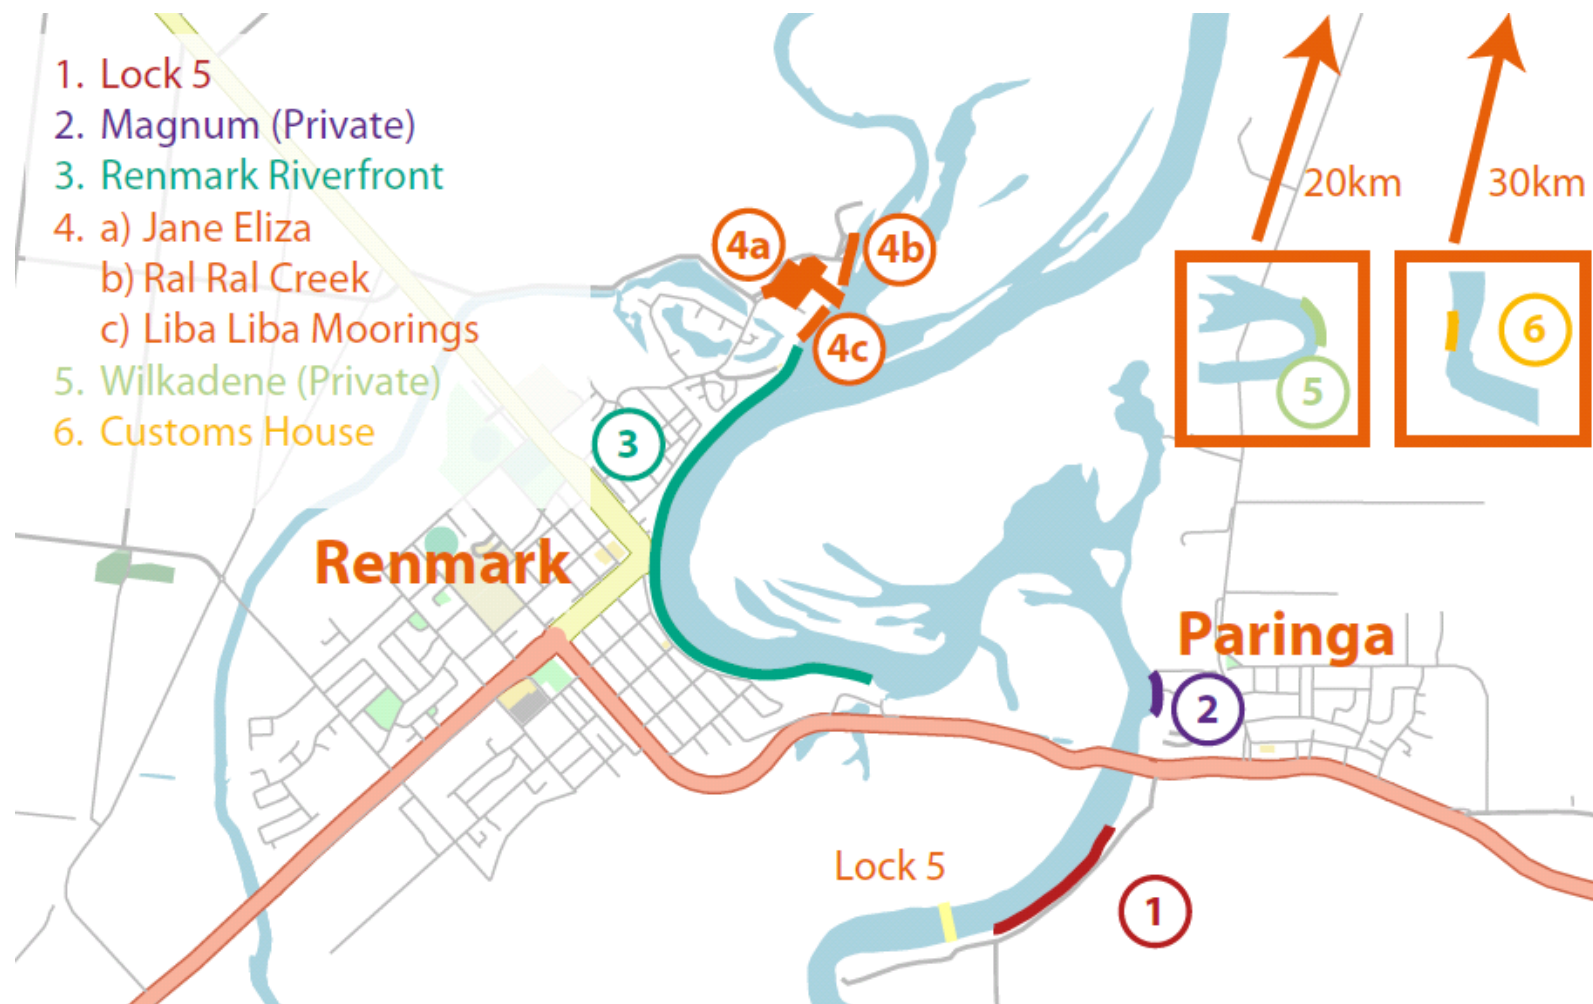 1. Lock 5
2. Magnum (Private)
3. Renmark Riverfront
4. a) Jane Eliza
b) Ral Ral Creek
c) Liba Liba Moorings
5. Wilkadene (Private)
6. Customs House
20km
30km
4a
4b
4c
3
5
6
Renmark
Paringa
2
Lock 5
1